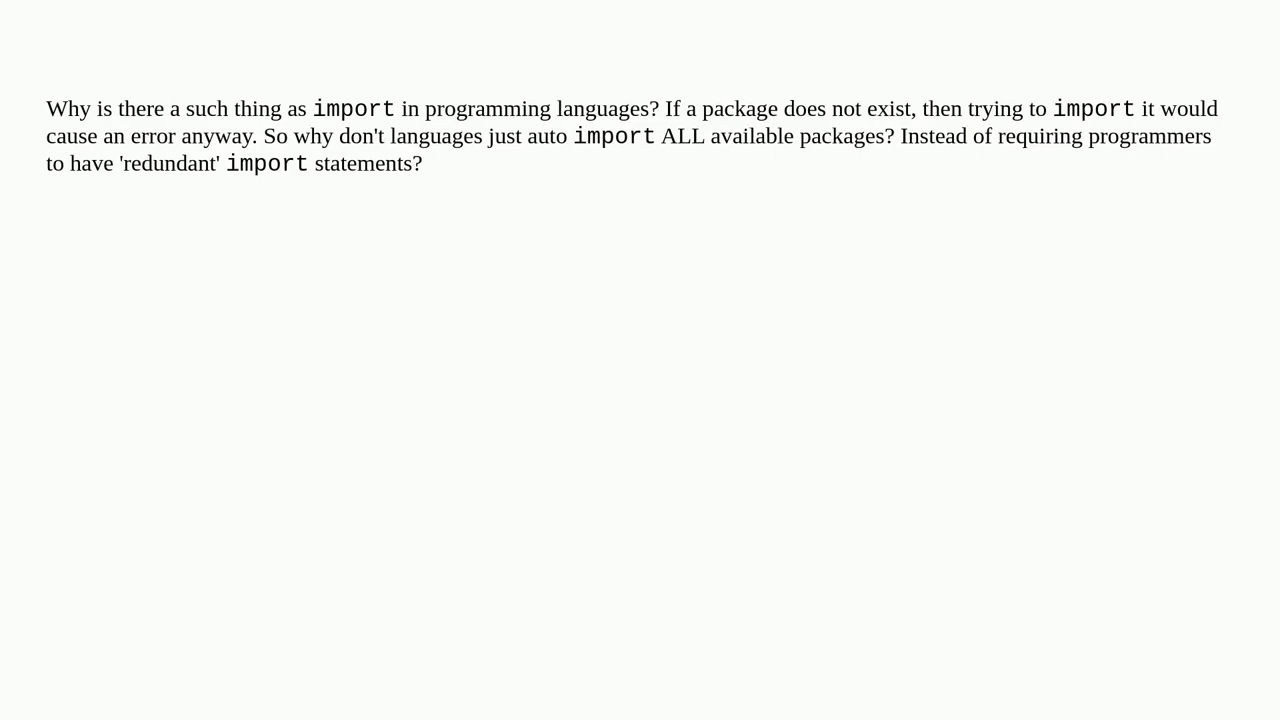 Why is there a such thing as import in programming languages? If a package does not exist, then trying to import it would
cause an error anyway. So why don't languages just auto import ALL available packages? Instead of requiring programmers
to have 'redundant' import statements?